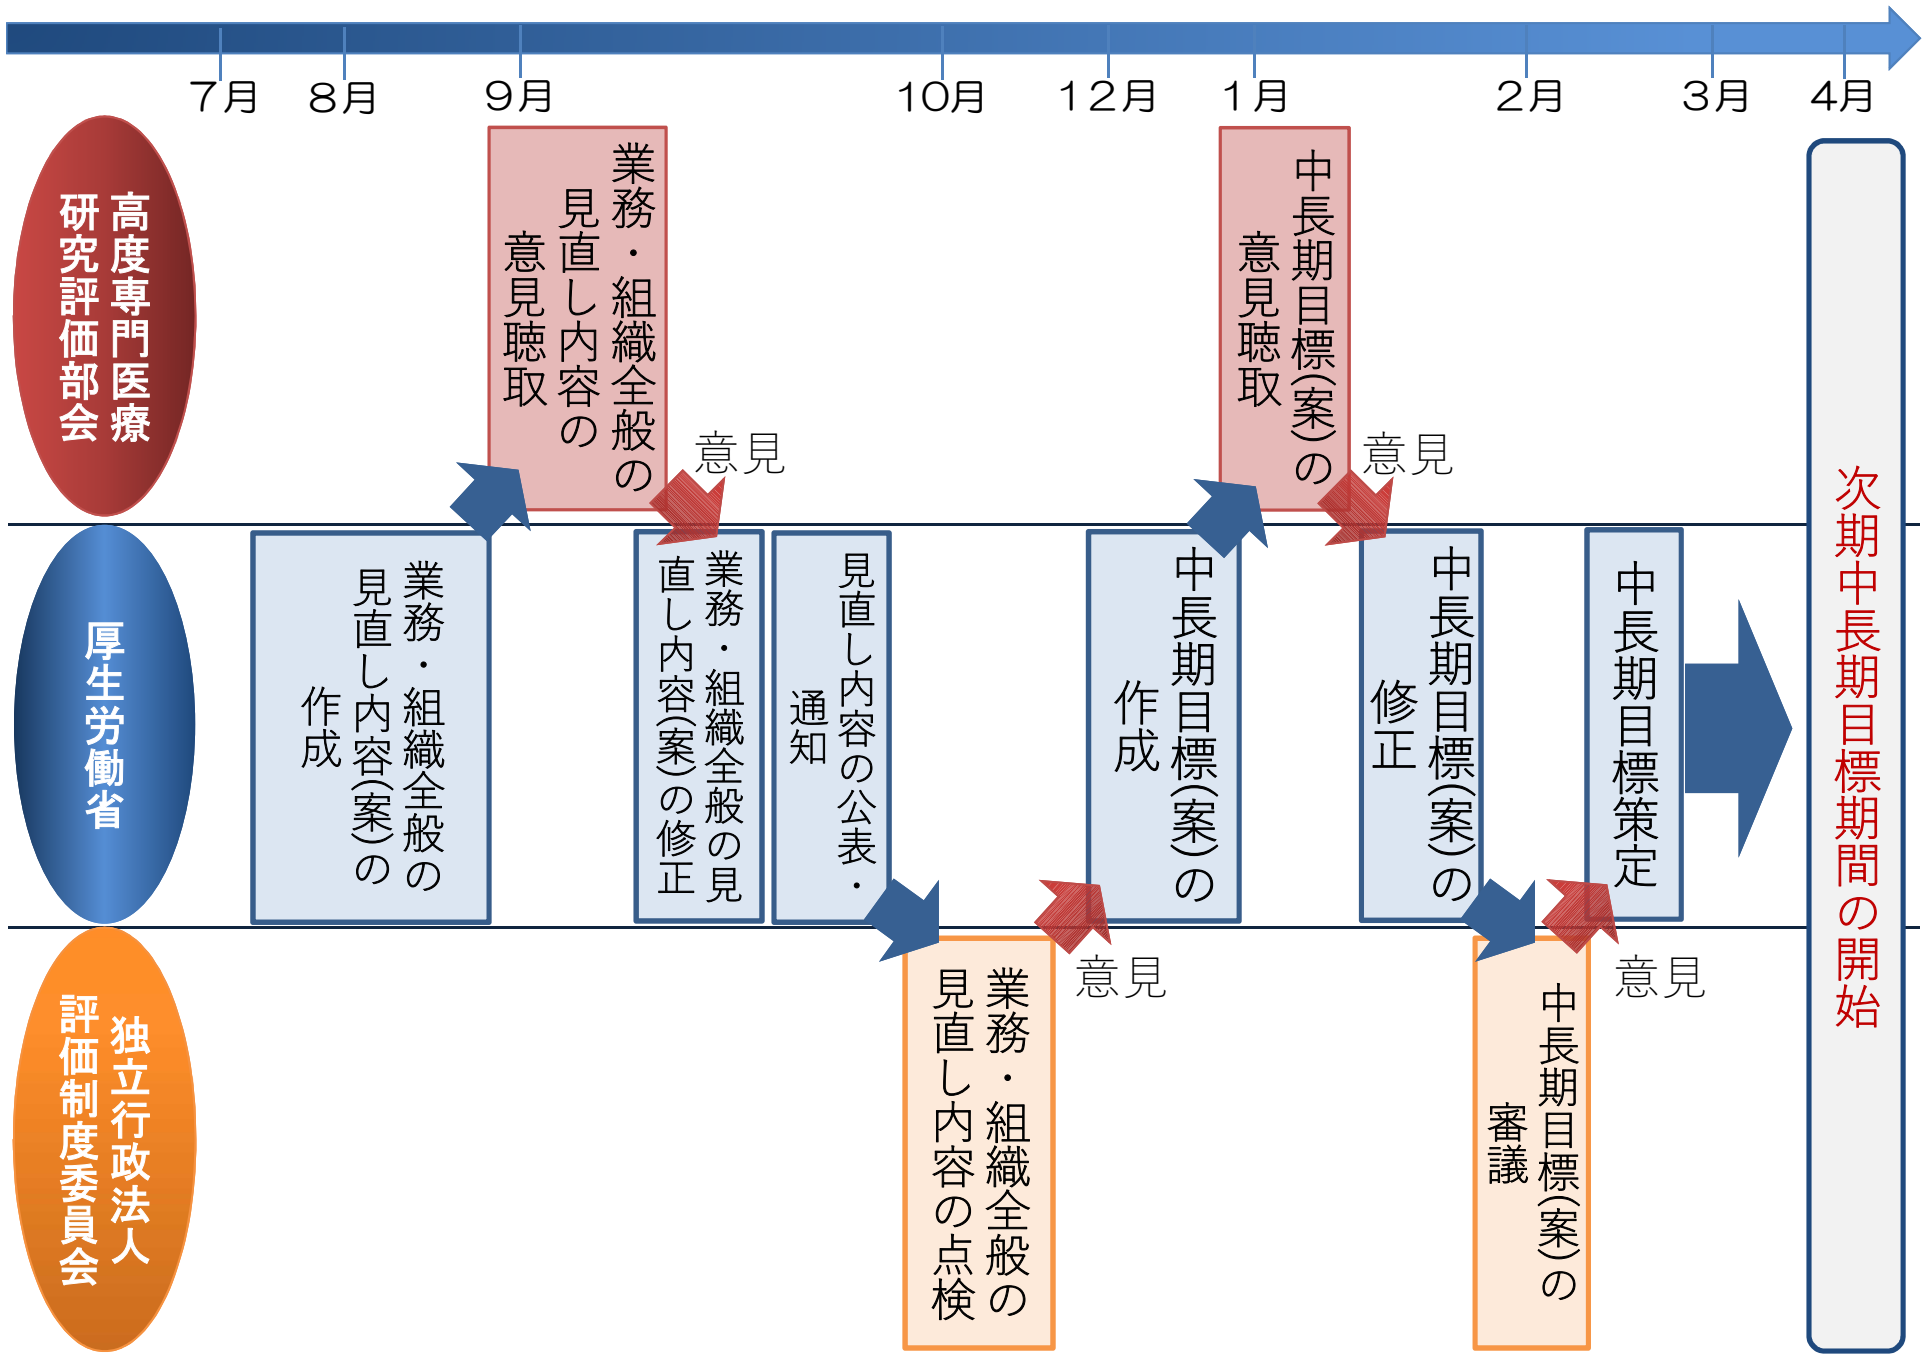 7月
8月
9月
10月
12月
1月
2月
3月
4月
高度専門医療
研究評価部会
業務・組織全般の
見直し内容の
意見聴取
意見
中長期目標(案)の
意見聴取
意見
厚生労働省
業務・組織全般の
見直し内容(案)の
作成
業務・組織全般の見
直し内容(案)の修正
見直し内容の公表・
通知
中長期目標(案)の
作成
中長期目標(案)の
修正
中長期目標策定
次期中長期目標期間の開始
独立行政法人
評価制度委員会
業務・組織全般の
見直し内容の点検
意見
中長期目標(案)の
審議
意見